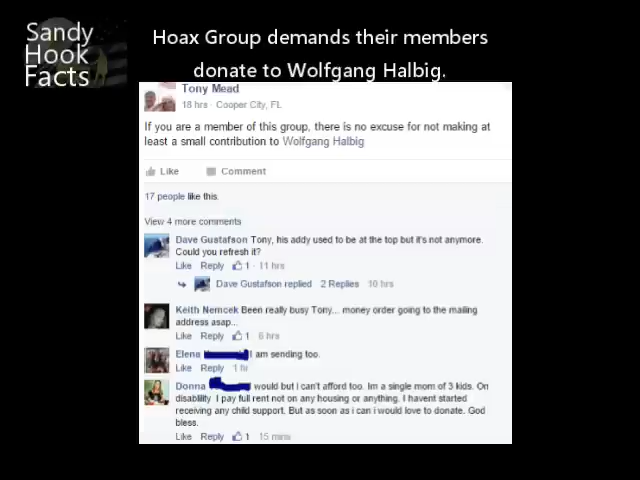 Sandy
Hook
Facts
Hoax Group demands their members
donate to Wolfgang Halbig.
Tony Mead
18 hrs · Cooper City, FL
If you are a member of this group, there is no excuse for not making at
least a small contribution to Wolfgang Halbig
Like Comment
17 people like this.
View 4 more comments
Dave Gustafson Tony, his addy used to be at the top but it's not anymore.
Could you refresh it?
Like Reply 1 · 11 hrs
Dave Gustafson replied 2 Replies 10 hrs
Keith Nemcek Been really busy Tony... money order going to the mailing
address asap...
Like Reply 1 6 hrs
Elena I am sending too.
Like Reply 1 hr
Donna would but i can't afford too. Im a single mom of 3 kids. On
disability I pay full rent not on any housing or anything. I havent started
receiving any child support. But as soon as i can i would love to donate. God
bless.
Like Reply 1 15 mins